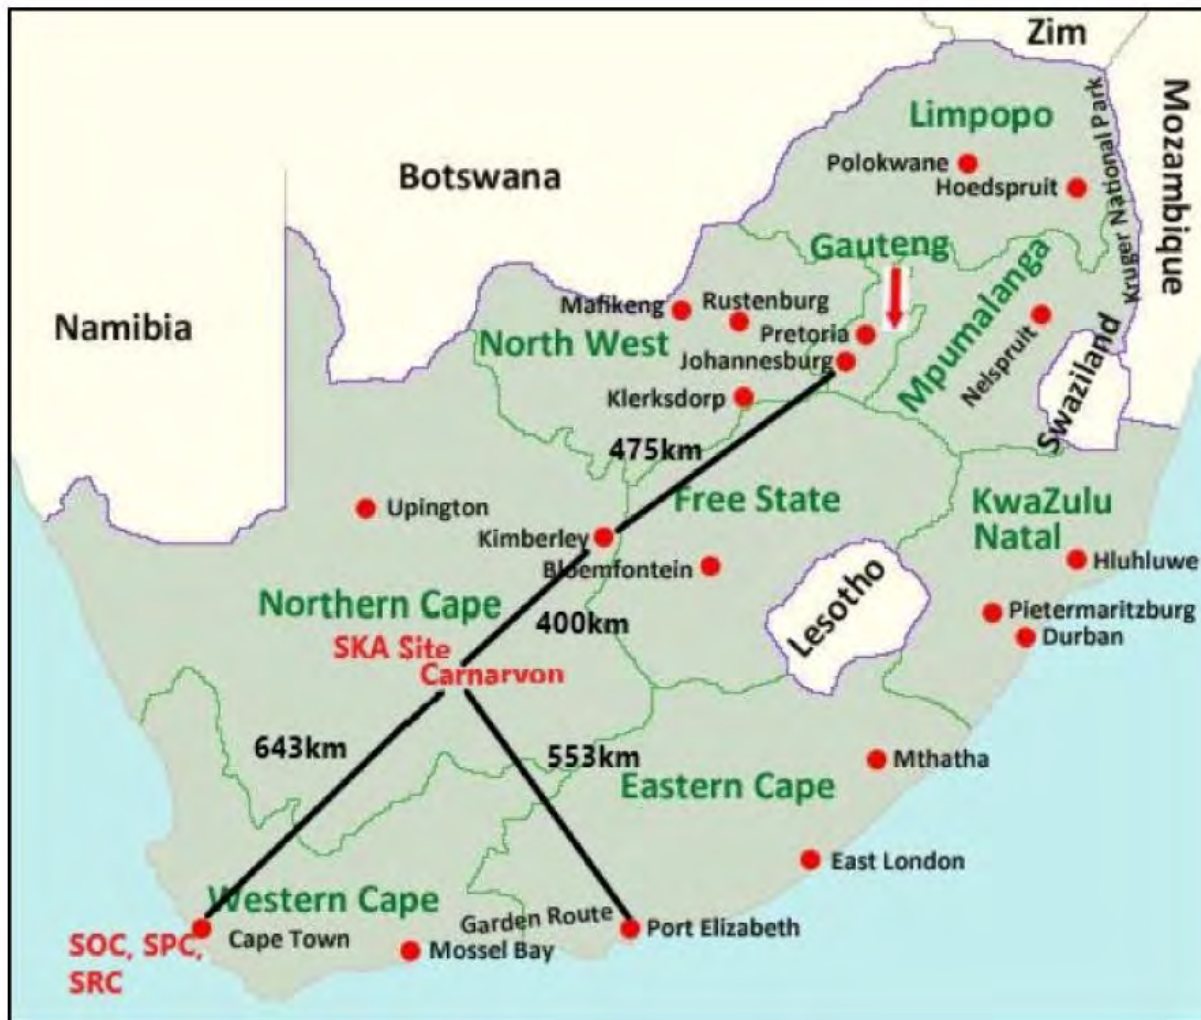 Zim
Limpopo
Kruger National Park
Mozambique
Polokwane
Hoedspruit
Botswana
Gauteng
Mafikeng
Rustenburg
Namibia
North West
Pretoria
Johannesburg
Mpumalanga
Nelspruit
Swaziland
Klerksdorp
475km
Upington
Free State
KwaZulu
Natal
Kimberley
Bloemfontein
Hluhluwe
Northern Cape
400km
Lesotho
Pietermaritzburg
Durban
SKA Site
Carnarvon
643km
553km
Mthatha
Eastern Cape
East London
Western Cape
Garden Route
Port Elizabeth
Cape Town
Mossel Bay
SOC, SPC,
SRC